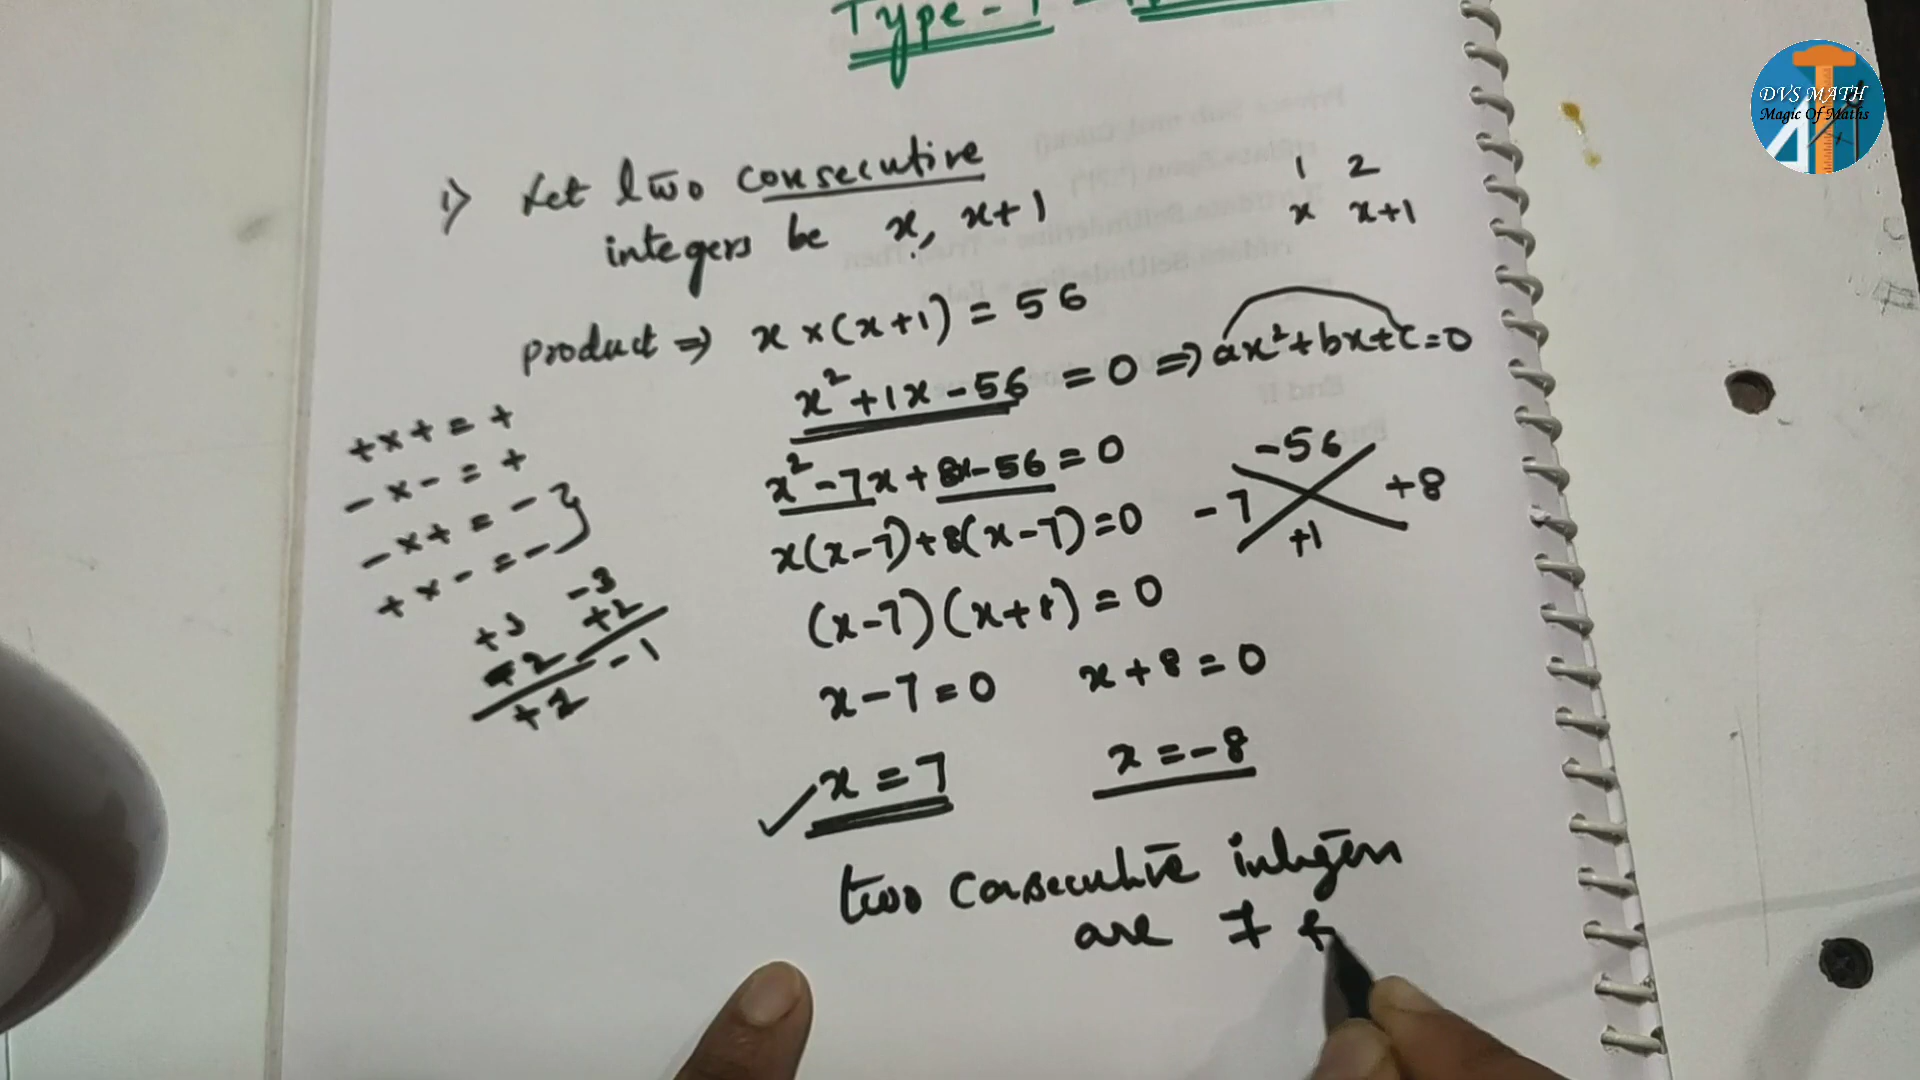 Type - 1
DVS MATH
Magic Of Maths
1) Let two consecutive
integers be x, x+1
1 2
x x+1
product ⇒ x × (x+1) = 56
x² + 1x - 56 = 0 ⇒ ax² + bx + c = 0
x² - 7x + 8x - 56 = 0
-56
-7 +8
+1
x(x-7)+8(x-7)=0
(x-7)(x+8)=0
x-7=0 x+8=0
x=7 x=-8
two consecutive integers
are 7 &
+ x + = +
- x - = +
- x + = -
+ x - = -
-3
+2
-1